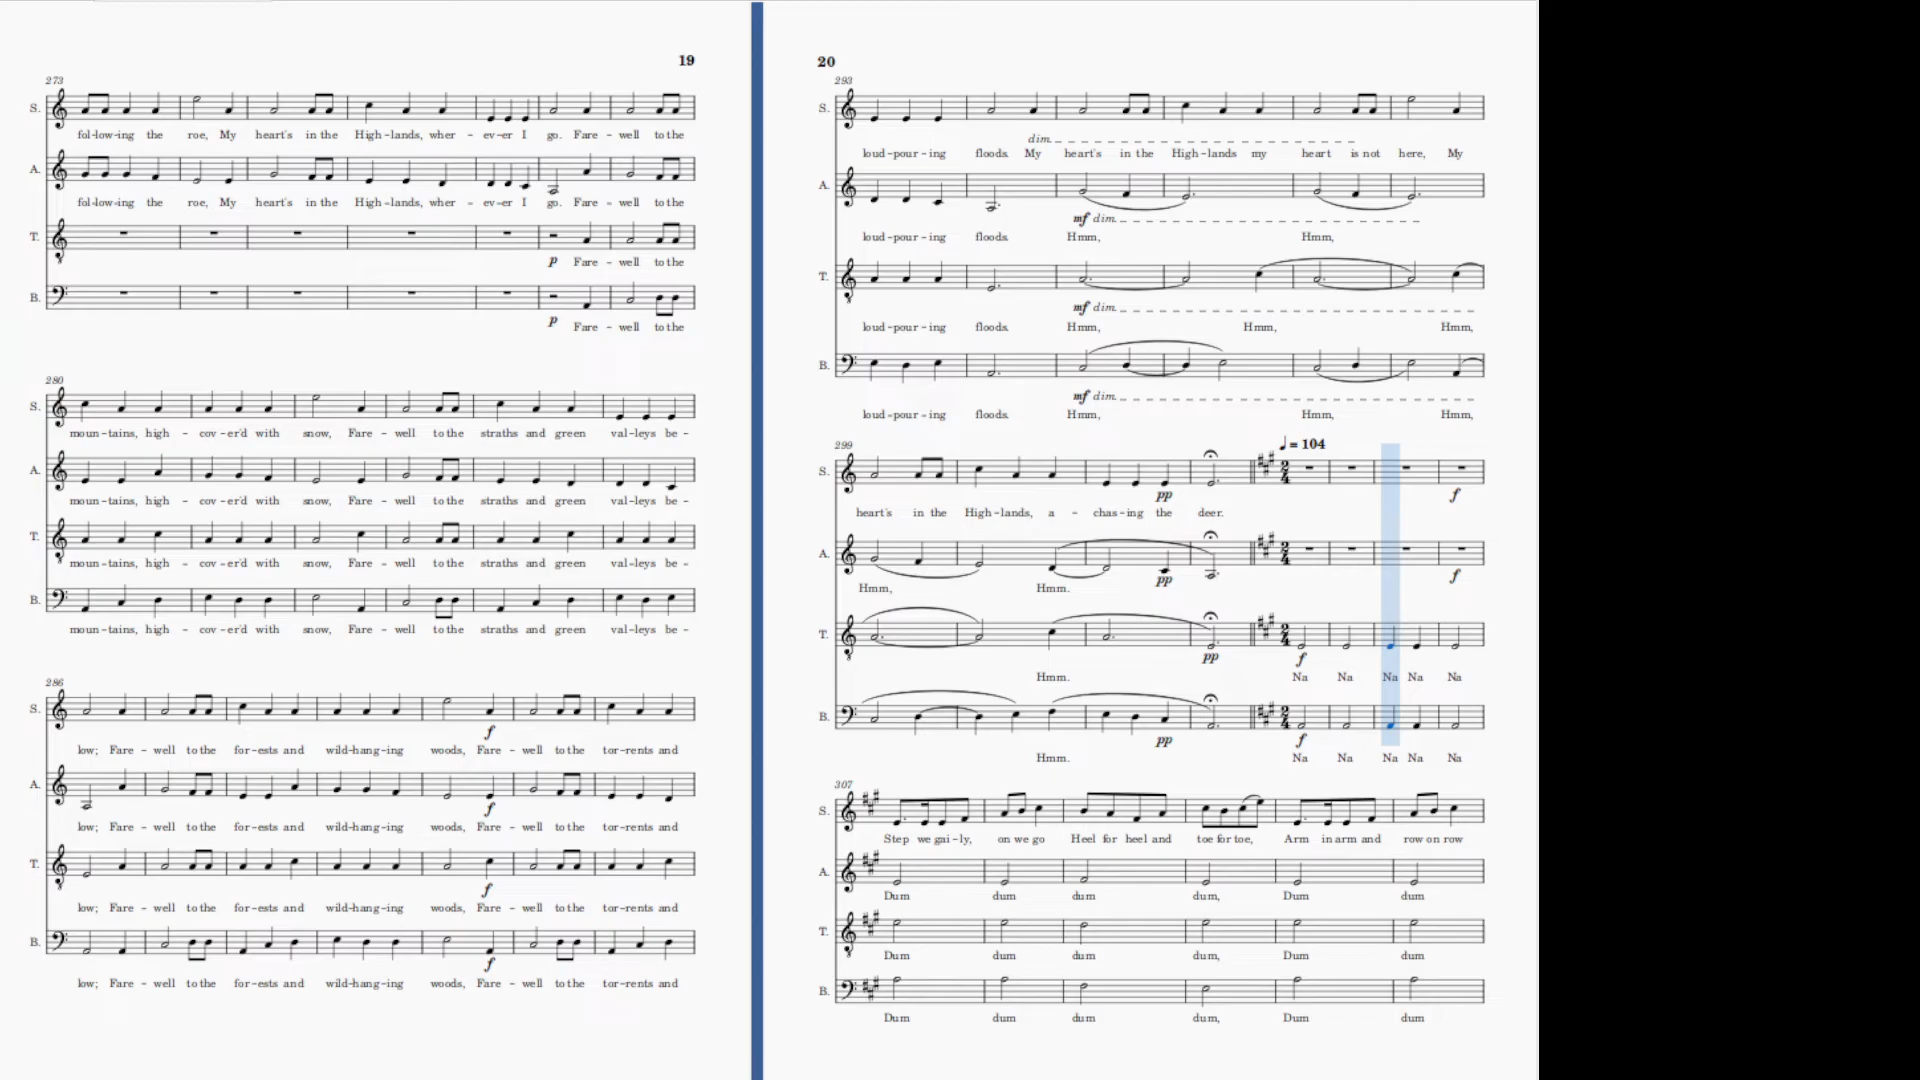 19
273
S.
fol-low-ing the roe, My heart's in the High-lands, wher - ev-er I go. Fare - well to the
A.
fol-low-ing the roe, My heart's in the High-lands, wher - ev-er I go. Fare - well to the
T.
p Fare - well to the
B.
p Fare - well to the
280
S.
moun-tains, high - cov-er'd with snow, Fare - well to the straths and green val-leys be -
A.
moun-tains, high - cov-er'd with snow, Fare - well to the straths and green val-leys be -
T.
moun-tains, high - cov-er'd with snow, Fare - well to the straths and green val-leys be -
B.
moun-tains, high - cov-er'd with snow, Fare - well to the straths and green val-leys be -
286
S.
f
low; Fare - well to the for-ests and wild-hang-ing woods, Fare - well to the tor-rents and
A.
f
low; Fare - well to the for-ests and wild-hang-ing woods, Fare - well to the tor-rents and
T.
f
low; Fare - well to the for-ests and wild-hang-ing woods, Fare - well to the tor-rents and
B.
f
low; Fare - well to the for-ests and wild-hang-ing woods, Fare - well to the tor-rents and
20
293
S.
dim.
loud-pour-ing floods. My heart's in the High-lands my heart is not here, My
A.
mf dim.
loud-pour-ing floods. Hmm, Hmm,
T.
mf dim.
loud-pour-ing floods. Hmm, Hmm, Hmm,
B.
mf dim.
loud-pour-ing floods. Hmm, Hmm, Hmm,
299
♩ = 104
S. 2/4
pp f
heart's in the High-lands, a - chas-ing the deer.
A. 2/4
pp f
Hmm, Hmm.
T. 2/4
pp f
Hmm. Na Na Na Na Na
B. 2/4
pp f
Hmm. Na Na Na Na Na
307
S.
Step we gai-ly, on we go Heel for heel and toe for toe, Arm in arm and row on row
A.
Dum dum dum dum, Dum dum
T.
Dum dum dum dum, Dum dum
B.
Dum dum dum dum, Dum dum